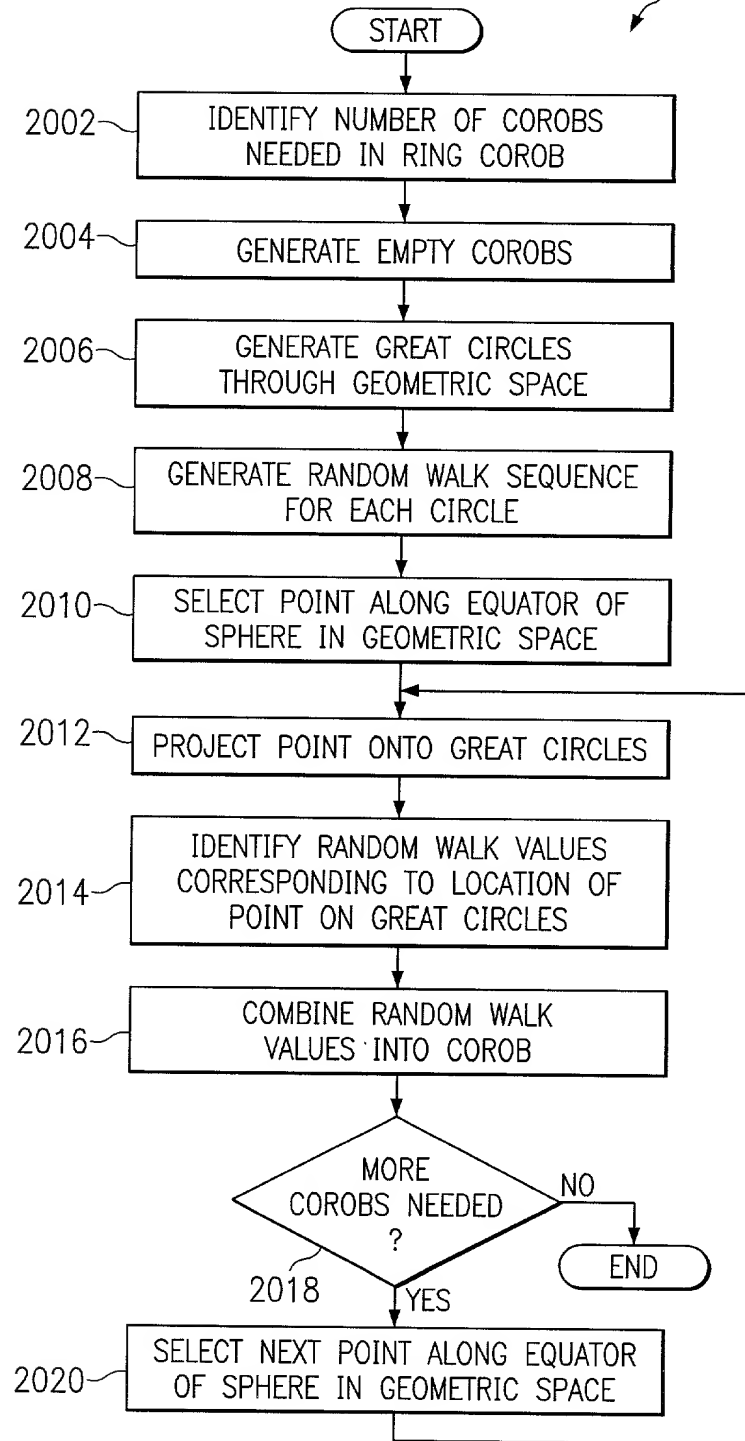 START
2002
IDENTIFY NUMBER OF COROBS
NEEDED IN RING COROB
2004
GENERATE EMPTY COROBS
2006
GENERATE GREAT CIRCLES
THROUGH GEOMETRIC SPACE
2008
GENERATE RANDOM WALK SEQUENCE
FOR EACH CIRCLE
2010
SELECT POINT ALONG EQUATOR OF
SPHERE IN GEOMETRIC SPACE
2012
PROJECT POINT ONTO GREAT CIRCLES
2014
IDENTIFY RANDOM WALK VALUES
CORRESPONDING TO LOCATION OF
POINT ON GREAT CIRCLES
2016
COMBINE RANDOM WALK
VALUES INTO COROB
MORE
COROBS NEEDED
?
2018
NO
END
YES
2020
SELECT NEXT POINT ALONG EQUATOR
OF SPHERE IN GEOMETRIC SPACE